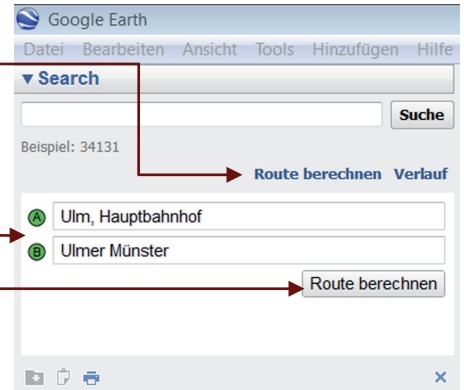 Google Earth
Datei Bearbeiten Ansicht Tools Hinzufügen Hilfe
▼ Search
Suche
Beispiel: 34131
Route berechnen Verlauf
A Ulm, Hauptbahnhof
B Ulmer Münster
Route berechnen